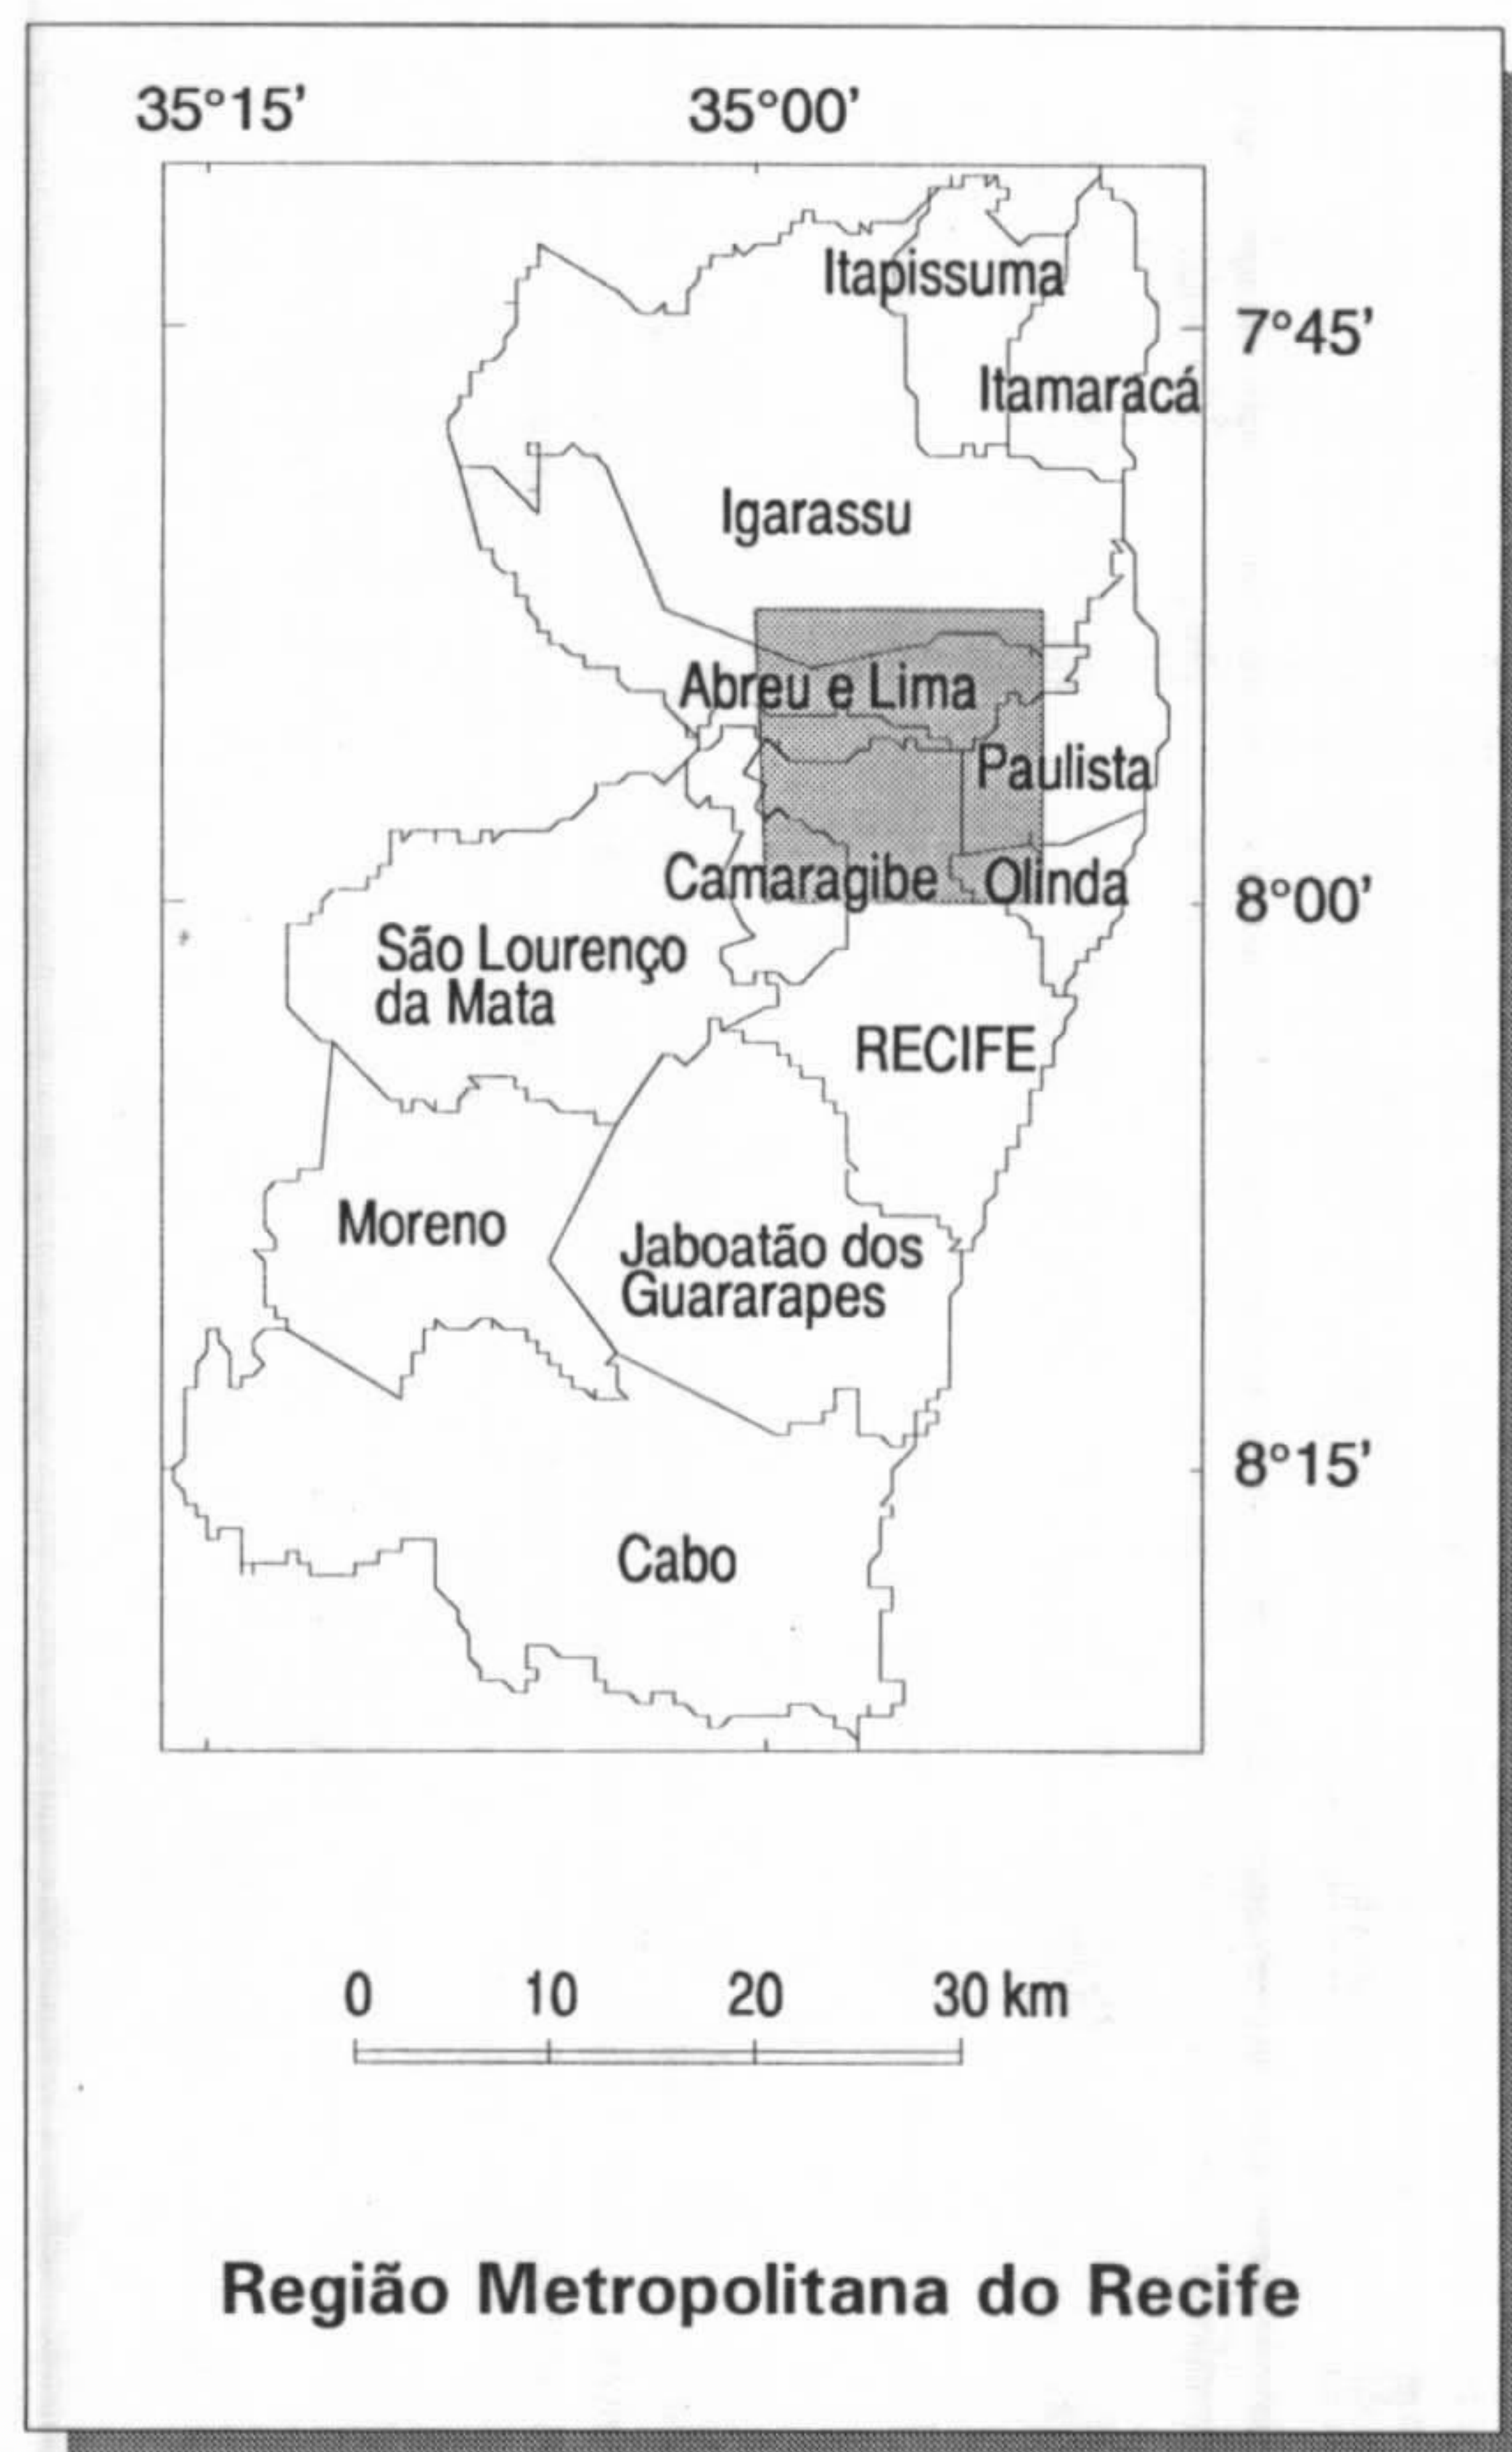 35°15' 35°00'
Itapissuma
7°45'
Itamaracá
Igarassu
Abreu e Lima
Paulista
Camaragibe
Olinda
8°00'
São Lourenço
da Mata
RECIFE
Moreno
Jaboatão dos
Guararapes
8°15'
Cabo
0 10 20 30 km
Região Metropolitana do Recife